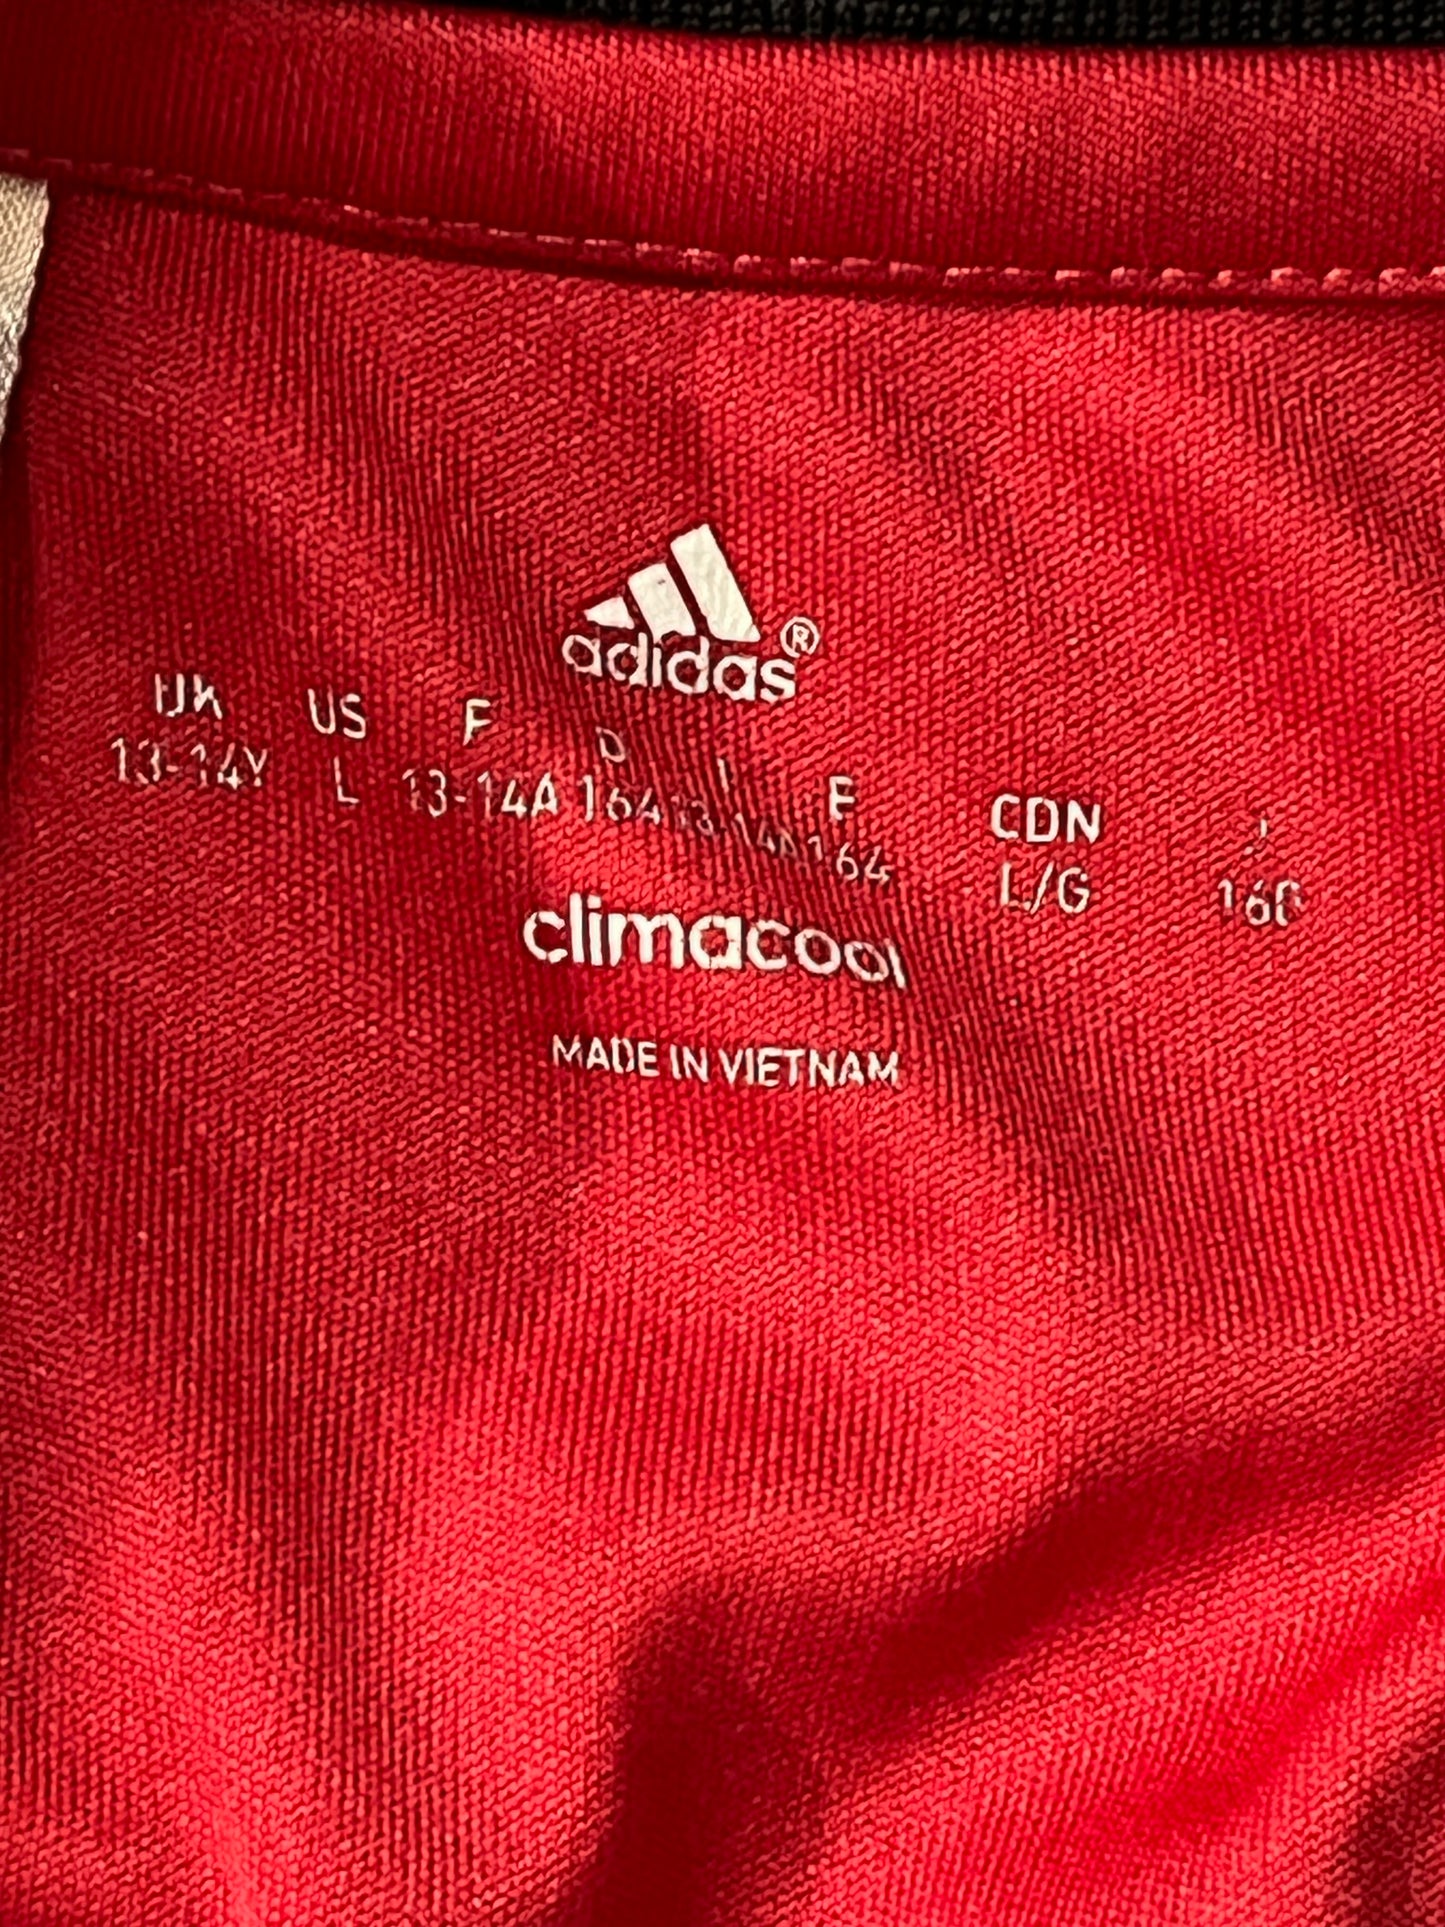 adidas®
UK US F D I E CDN J
13-14Y L 13-14A 164 13-14A 164 L/G 160
climacool
MADE IN VIETNAM